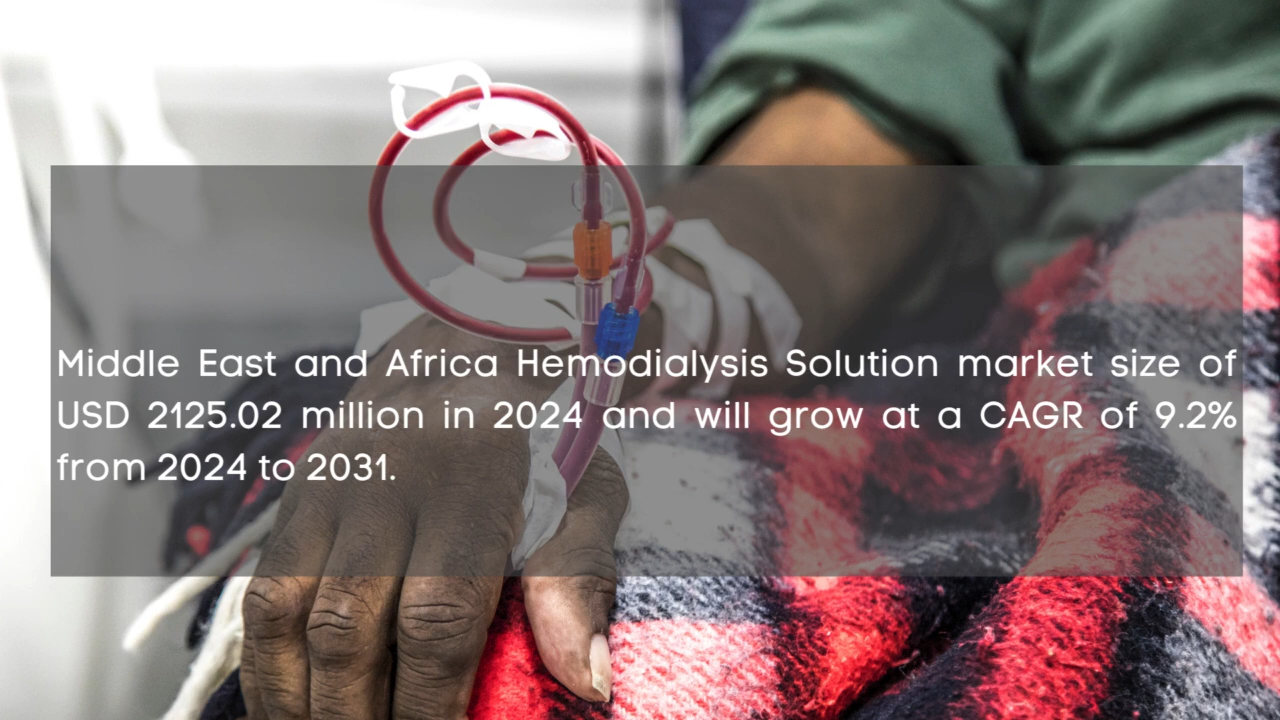 Middle East and Africa Hemodialysis Solution market size of
USD 2125.02 million in 2024 and will grow at a CAGR of 9.2%
from 2024 to 2031.